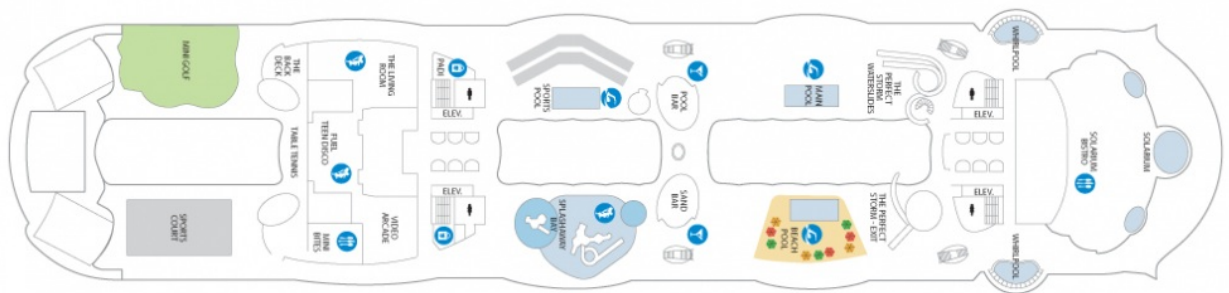 MINI GOLF
THE
BACK
DECK
THE LIVING
ROOM
PADI
ELEV.
SPORTS
POOL
POOL
BAR
MAIN
POOL
THE
PERFECT
STORM
WATERSLIDES
ELEV.
WHIRLPOOL
TABLE TENNIS
FUEL
TEEN DISCO
SOLARIUM
BISTRO
SOLARIUM
SPORTS
COURT
MINI
BITES
VIDEO
ARCADE
ELEV.
SPLASHAWAY
BAY
SAND
BAR
BEACH
POOL
THE PERFECT
STORM - EXIT
ELEV.
WHIRLPOOL